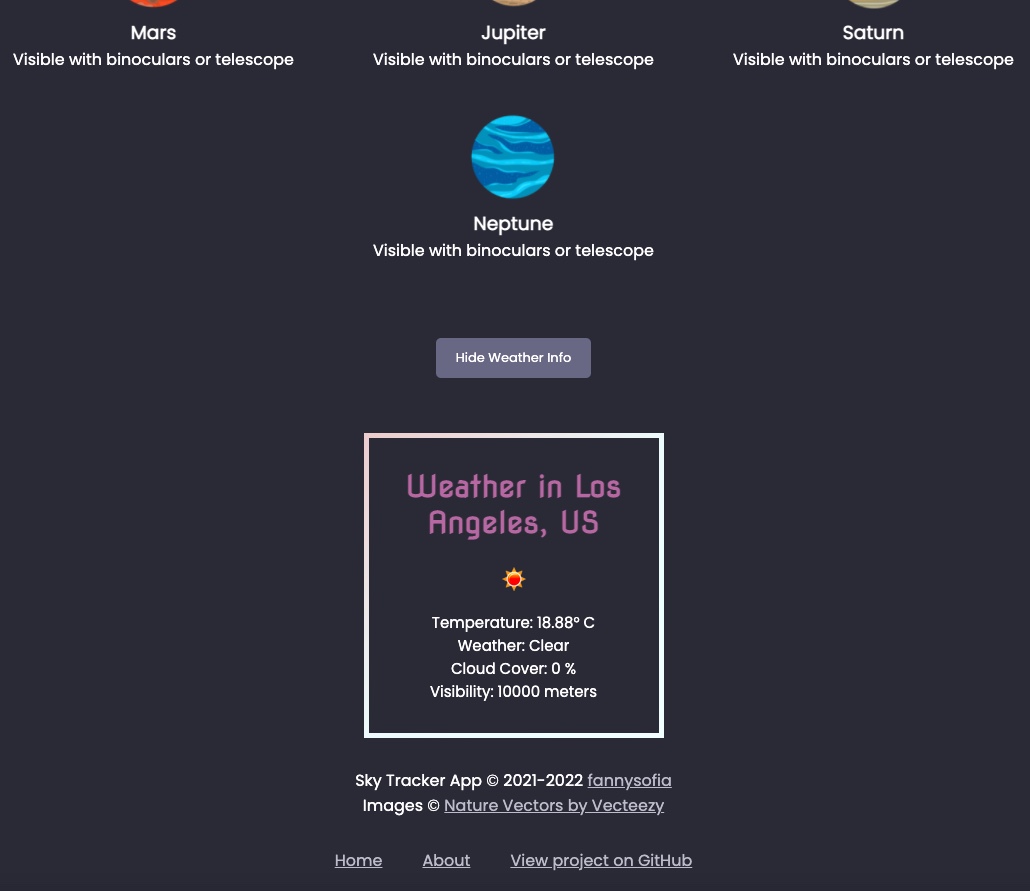 Mars Jupiter Saturn
Visible with binoculars or telescope Visible with binoculars or telescope Visible with binoculars or telescope
Neptune
Visible with binoculars or telescope
Hide Weather Info
Weather in Los
Angeles, US
Temperature: 18.88° C
Weather: Clear
Cloud Cover: 0 %
Visibility: 10000 meters
Sky Tracker App © 2021-2022 fannysofia
Images © Nature Vectors by Vecteezy
Home About View project on GitHub